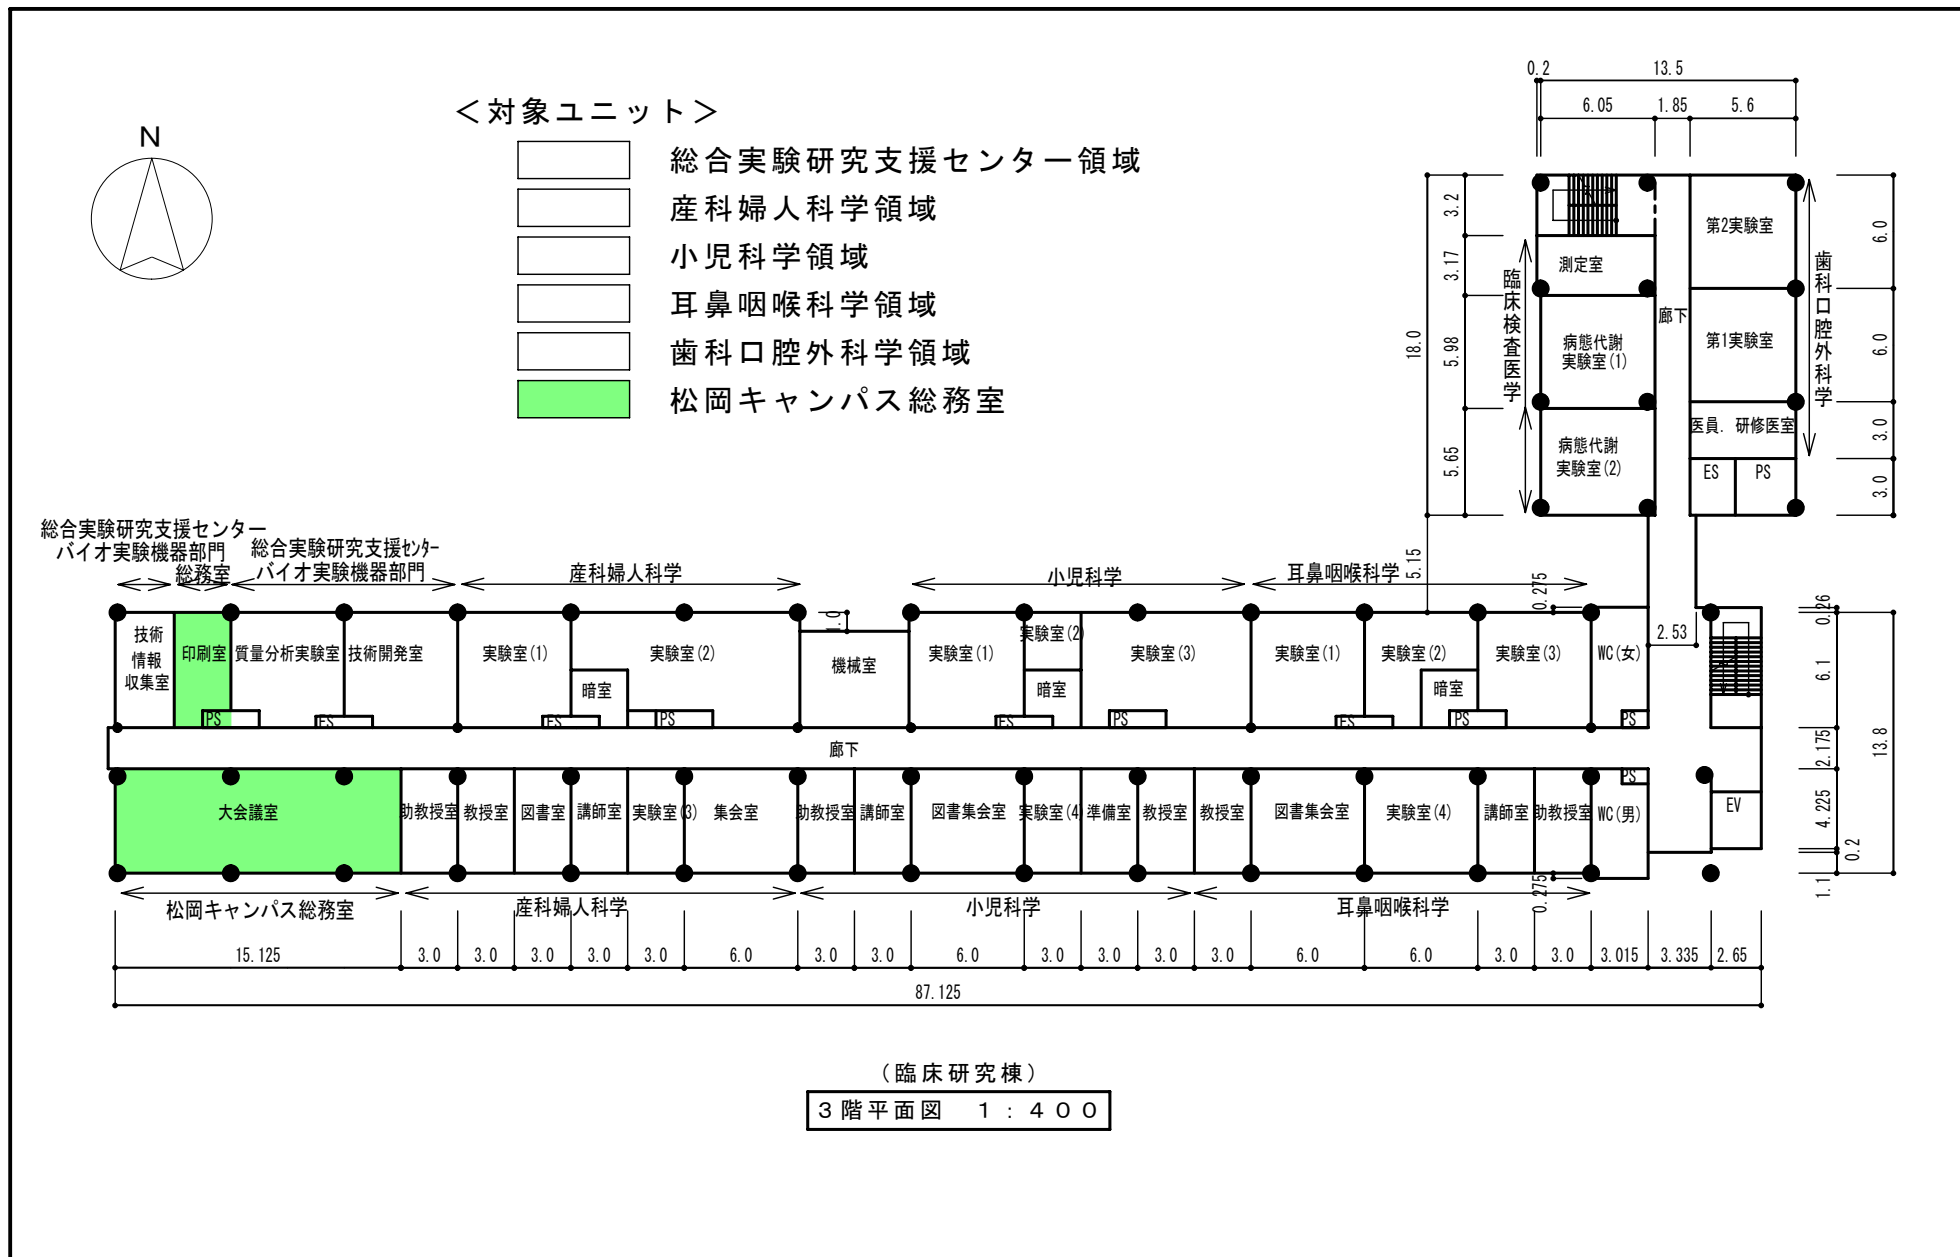 N
＜対象ユニット＞
総合実験研究支援センター領域
産科婦人科学領域
小児科学領域
耳鼻咽喉科学領域
歯科口腔外科学領域
松岡キャンパス総務室
0.2
13.5
6.05
1.85
5.6
3.2
3.17
5.98
5.65
18.0
5.15
臨床検査医学
測定室
病態代謝
実験室(1)
病態代謝
実験室(2)
廊下
第2実験室
第1実験室
医員．研修医室
ES
PS
歯科口腔外科学
6.0
6.0
3.0
3.0
総合実験研究支援センター
バイオ実験機器部門
総務室
総合実験研究支援センター
バイオ実験機器部門
産科婦人科学
小児科学
耳鼻咽喉科学
0.275
1.0
技術
情報
収集室
印刷室
質量分析実験室
技術開発室
実験室(1)
実験室(2)
暗室
機械室
実験室(1)
実験室(2)
暗室
実験室(3)
実験室(1)
実験室(2)
暗室
実験室(3)
WC(女)
PS
ES
ES
PS
ES
PS
ES
PS
PS
2.53
0.26
6.1
2.175
4.225
0.2
1.1
13.8
廊下
大会議室
助教授室
教授室
図書室
講師室
実験室(3)
集会室
助教授室
講師室
図書集会室
実験室(4)
準備室
教授室
教授室
図書集会室
実験室(4)
講師室
助教授室
WC(男)
PS
EV
0.275
松岡キャンパス総務室
産科婦人科学
小児科学
耳鼻咽喉科学
15.125
3.0
3.0
3.0
3.0
3.0
6.0
3.0
3.0
6.0
3.0
3.0
3.0
3.0
6.0
6.0
3.0
3.0
3.015
3.335
2.65
87.125
(臨床研究棟)
３階平面図　１：４００